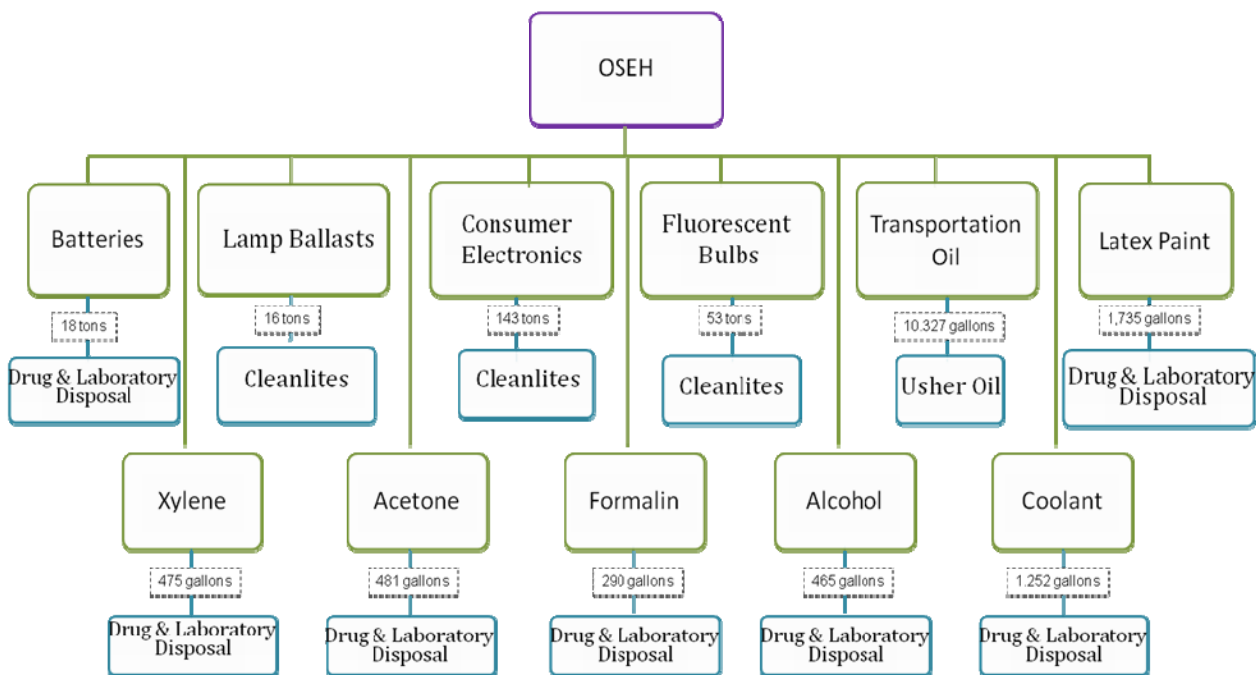 OSEH
Batteries
Lamp Ballasts
Consumer
Electronics
Fluorescent
Bulbs
Transportation
Oil
Latex Paint
18 tons
16 tons
143 tons
53 tons
10.327 gallons
1,735 gallons
Drug & Laboratory
Disposal
Cleanlites
Cleanlites
Cleanlites
Usher Oil
Drug & Laboratory
Disposal
Xylene
Acetone
Formalin
Alcohol
Coolant
475 gallons
481 gallons
290 gallons
465 gallons
1.252 gallons
Drug & Laboratory
Disposal
Drug & Laboratory
Disposal
Drug & Laboratory
Disposal
Drug & Laboratory
Disposal
Drug & Laboratory
Disposal